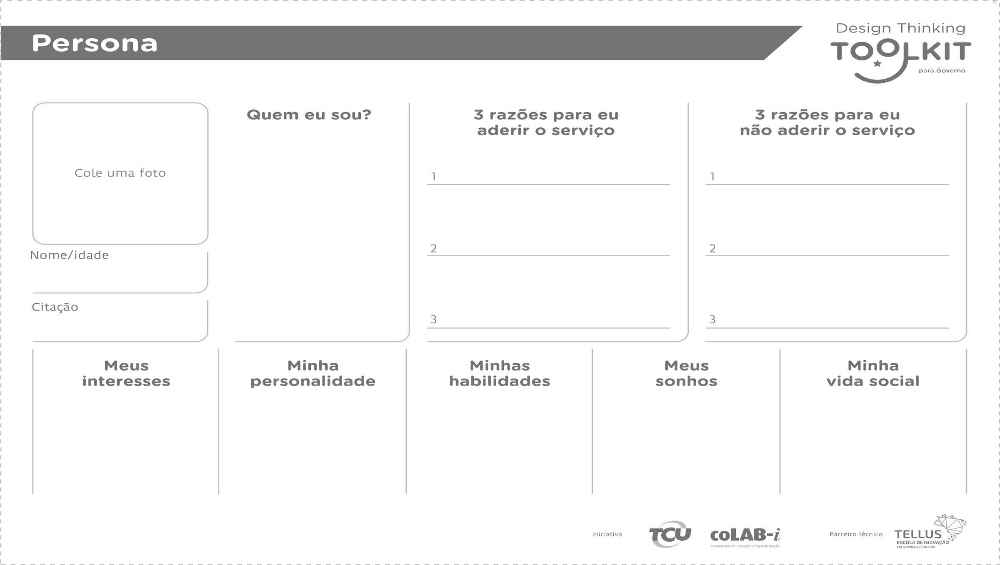 Persona
Design Thinking
TOOLKIT
para Governo
Cole uma foto
Nome/idade
Citação
Quem eu sou?
3 razões para eu
aderir o serviço
1
2
3
3 razões para eu
não aderir o serviço
1
2
3
Meus
interesses
Minha
personalidade
Minhas
habilidades
Meus
sonhos
Minha
vida social
Iniciativa
TCU
coLAB-i
Laboratório de inovação e coparticipação
Parceiro técnico
TELLUS
ESCOLA DE INOVAÇÃO
EM SERVIÇOS PÚBLICOS